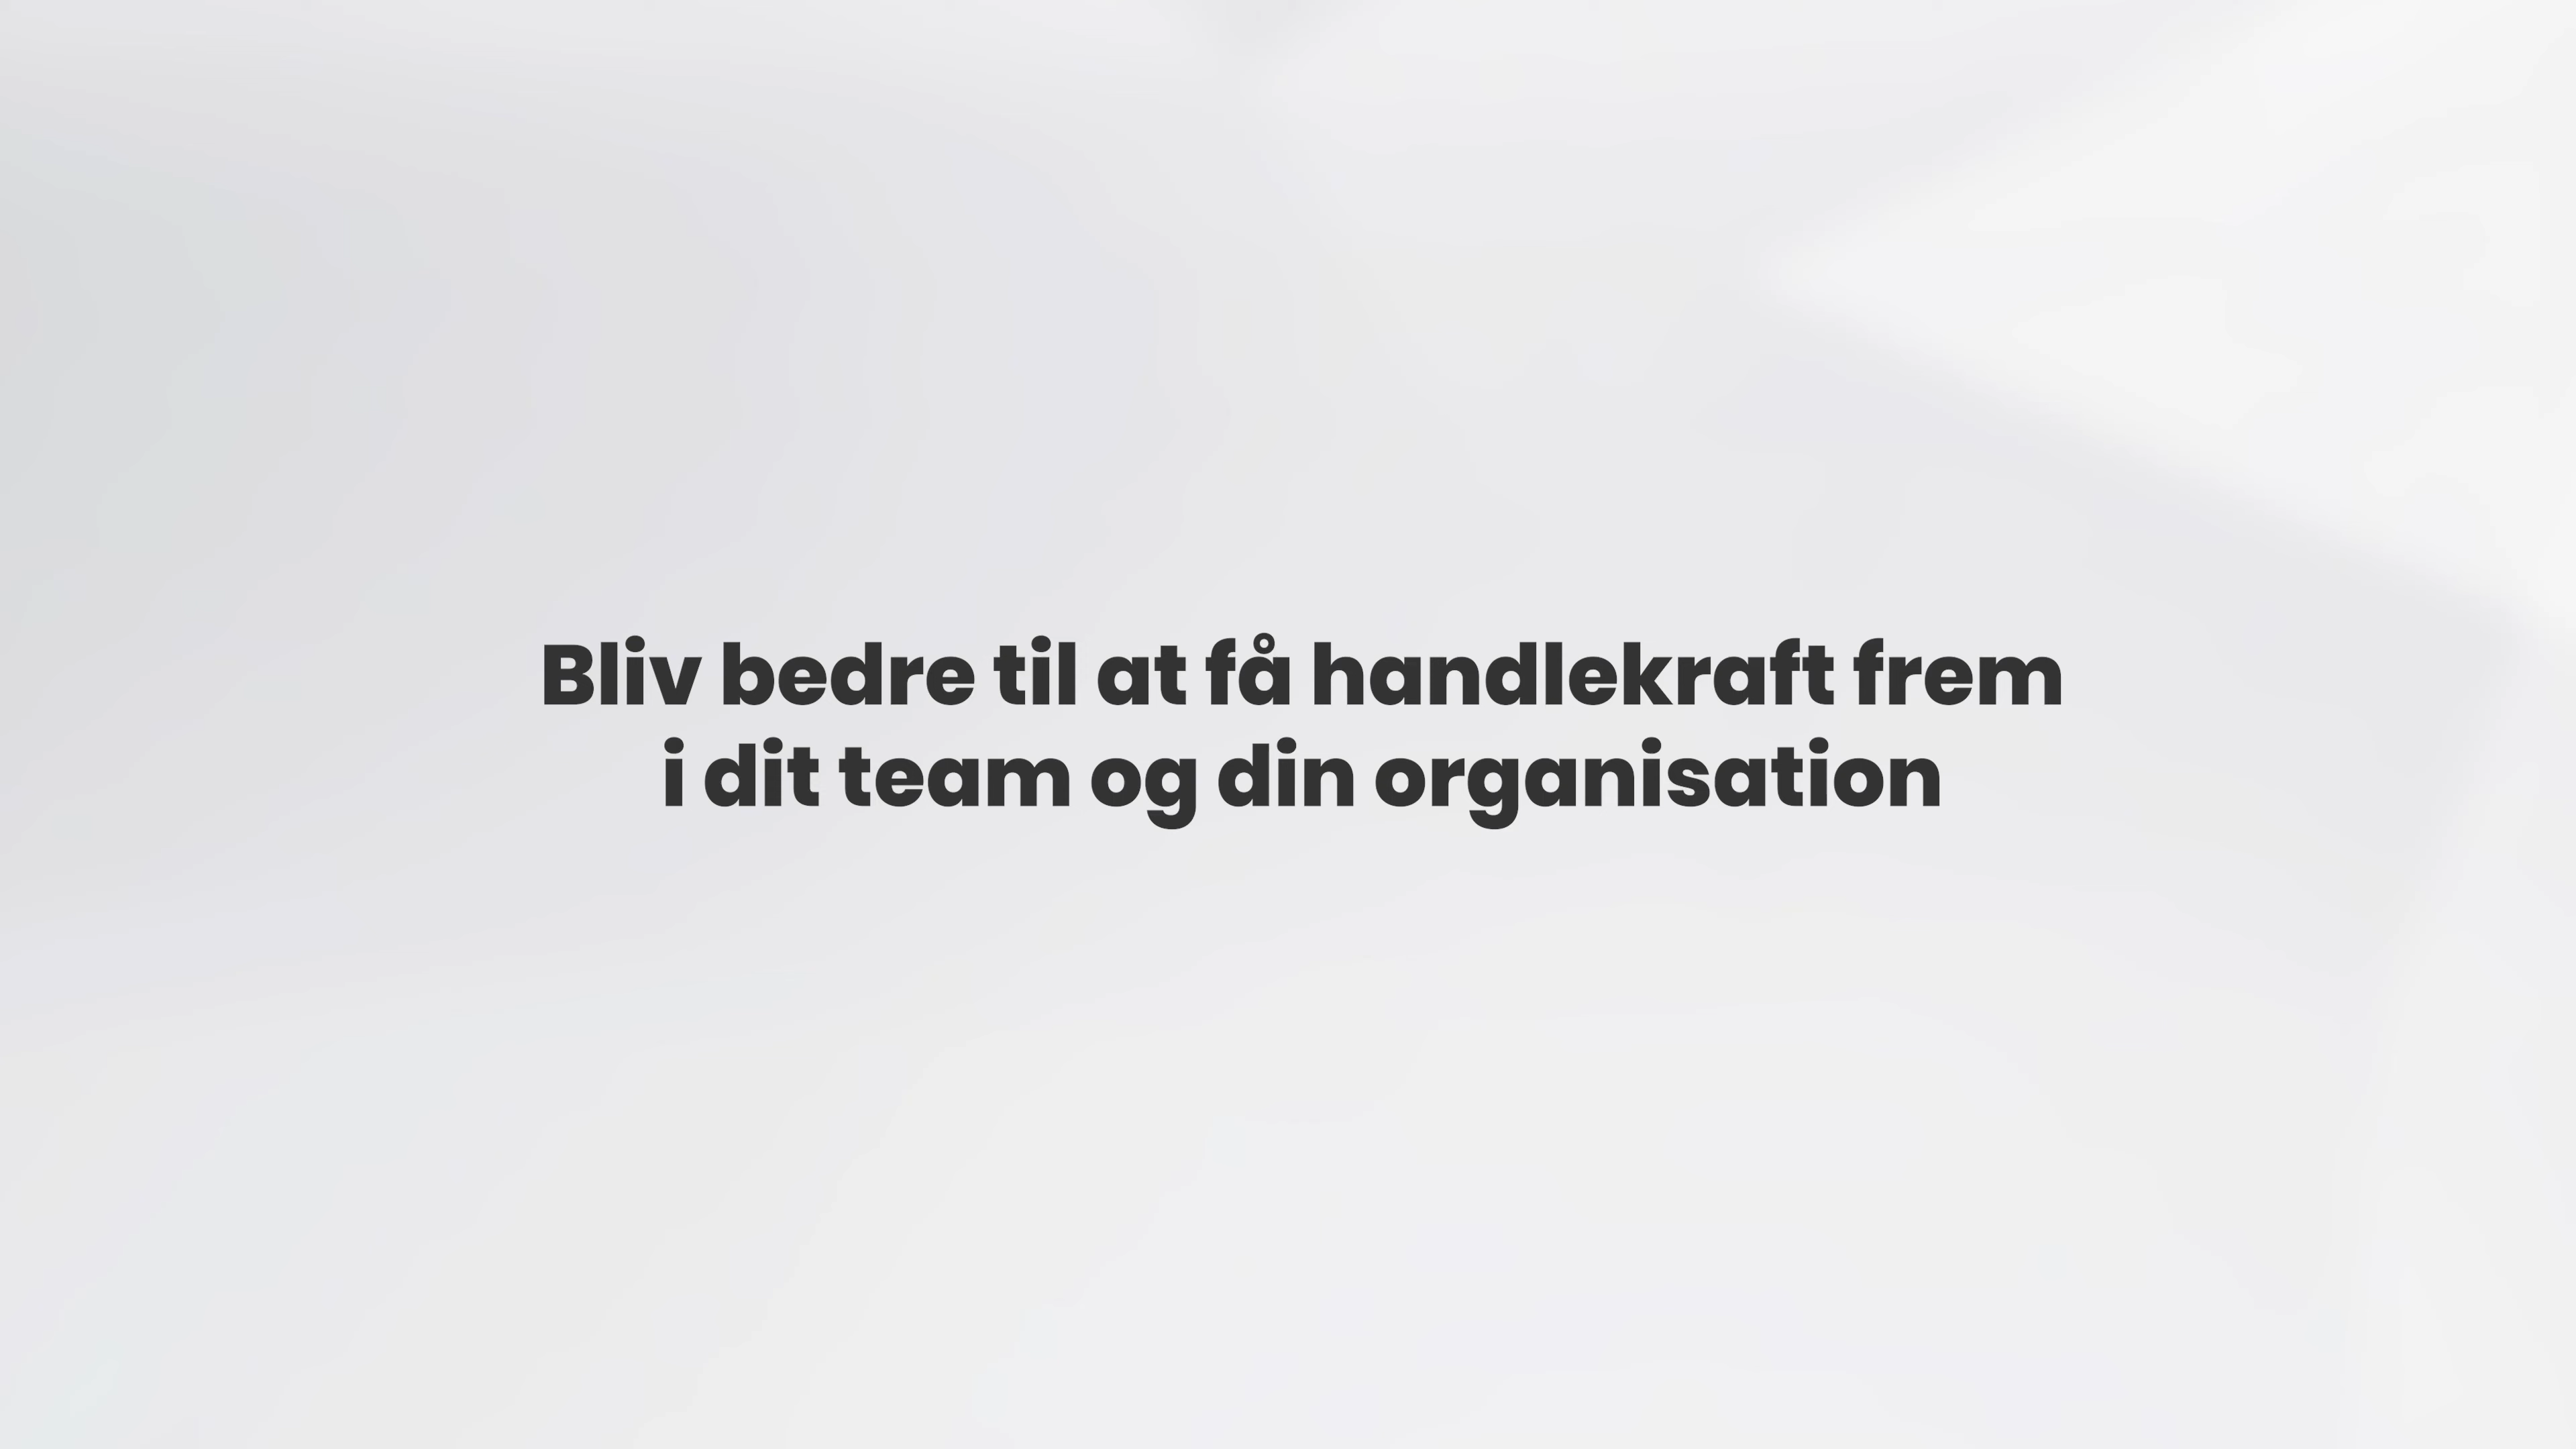 Bliv bedre til at få handlekraft frem
i dit team og din organisation